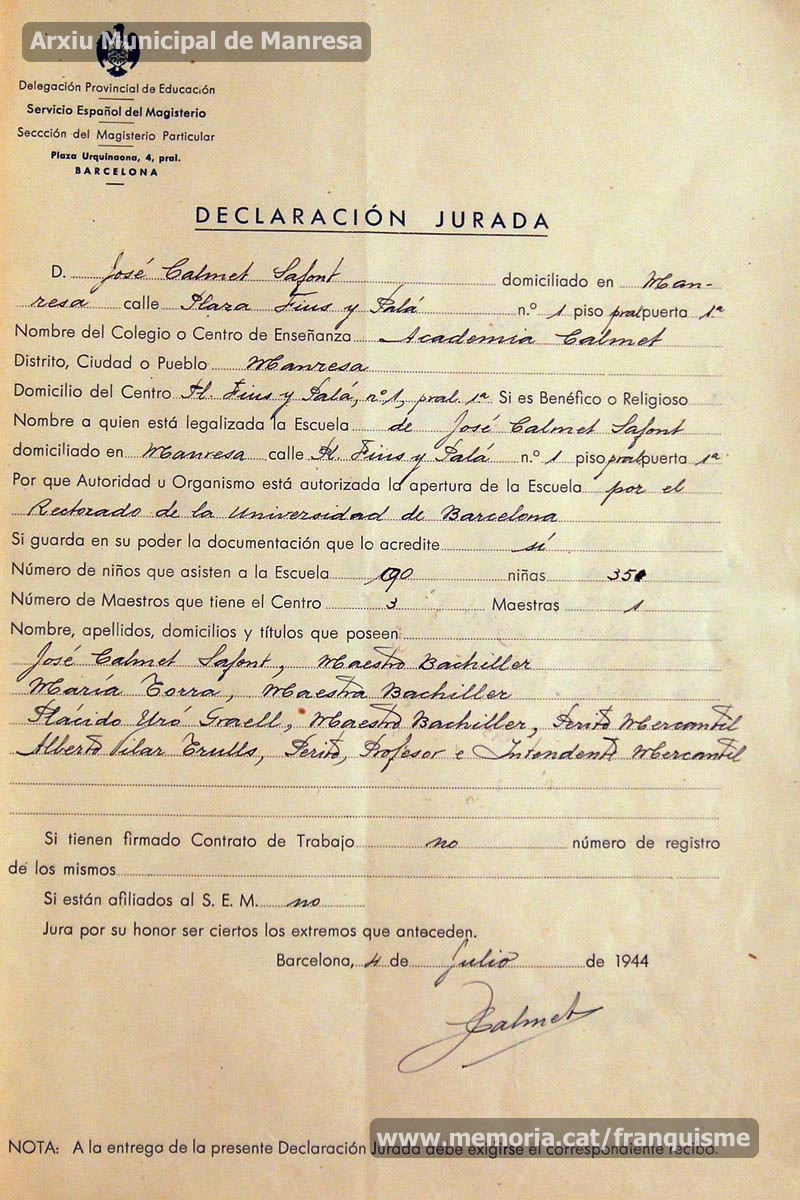 Arxiu Municipal de Manresa
Delegación Provincial de Educación
Servicio Español del Magisterio
Seccción del Magisterio Particular
Plaza Urquinaona, 4, pral.
BARCELONA
DECLARACIÓN JURADA
D. José Calmet Safont domiciliado en Man-
resa calle Plaza Fius y Palá n.º 1 piso pral puerta 1ª
Nombre del Colegio o Centro de Enseñanza Academia Calmet
Distrito, Ciudad o Pueblo Manresa
Domicilio del Centro Pl. Fius y Palá, nº 1, pral. 1ª Si es Benéfico o Religioso
Nombre a quien está legalizada la Escuela de José Calmet Safont
domiciliado en Manresa calle Pl. Fius y Palá n.º 1 piso pral puerta 1ª
Por que Autoridad u Organismo está autorizada la apertura de la Escuela por el
Rectorado de la Universidad de Barcelona
Si guarda en su poder la documentación que lo acredite sí
Número de niños que asisten a la Escuela niñas 35
Número de Maestros que tiene el Centro 3 Maestras 1
Nombre, apellidos, domicilios y títulos que poseen
José Calmet Safont, Maestro Bachiller
María Torra, Maestra Bachiller
Plácido Uró Graell, Maestro Bachiller, Perito Mercantil
Alberto Vilar Trulls, Perito, Profesor e Intendente Mercantil
Si tienen firmado Contrato de Trabajo no número de registro
de los mismos
Si están afiliados al S. E. M. no
Jura por su honor ser ciertos los extremos que anteceden.
Barcelona, 4 de Julio de 1944
JCalmet
www.memoria.cat/franquisme
NOTA: A la entrega de la presente Declaración Jurada debe exigirse el correspondiente recibo.